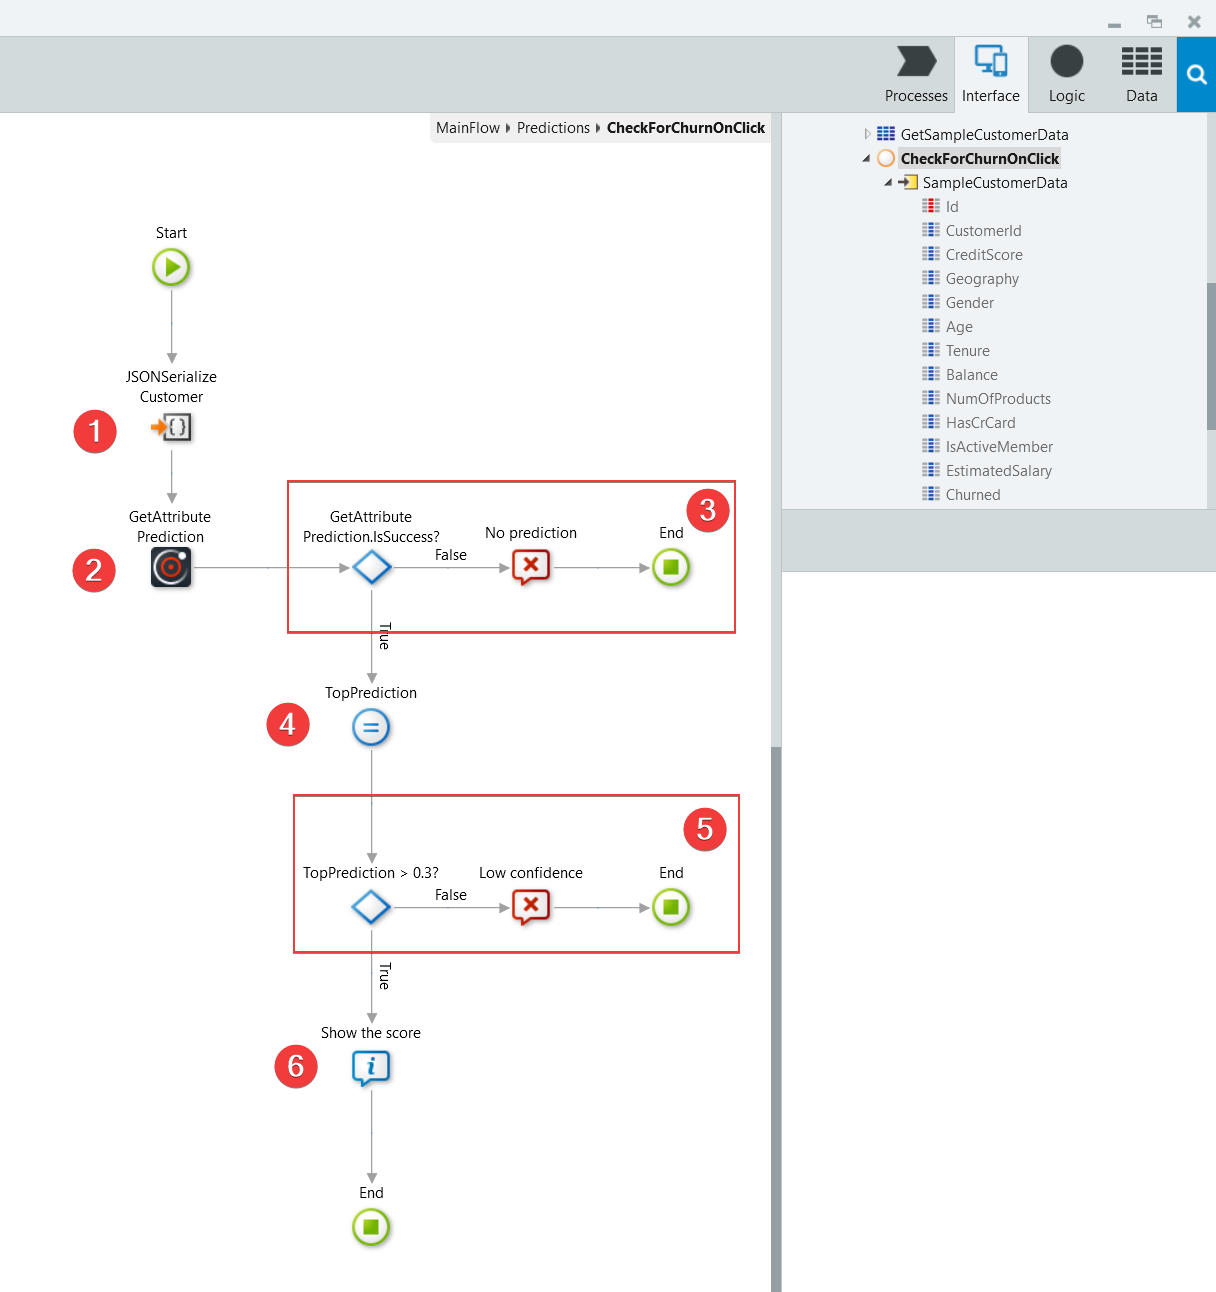 Processes
Interface
Logic
Data
MainFlow Predictions CheckForChurnOnClick
GetSampleCustomerData
CheckForChurnOnClick
SampleCustomerData
Id
CustomerId
CreditScore
Geography
Gender
Age
Tenure
Balance
NumOfProducts
HasCrCard
IsActiveMember
EstimatedSalary
Churned
Start
JSONSerialize
Customer
1
{}
GetAttribute
Prediction
2
3
GetAttribute
Prediction.IsSuccess?
False
No prediction
End
True
TopPrediction
4
=
5
TopPrediction > 0.3?
False
Low confidence
End
True
Show the score
6
i
End